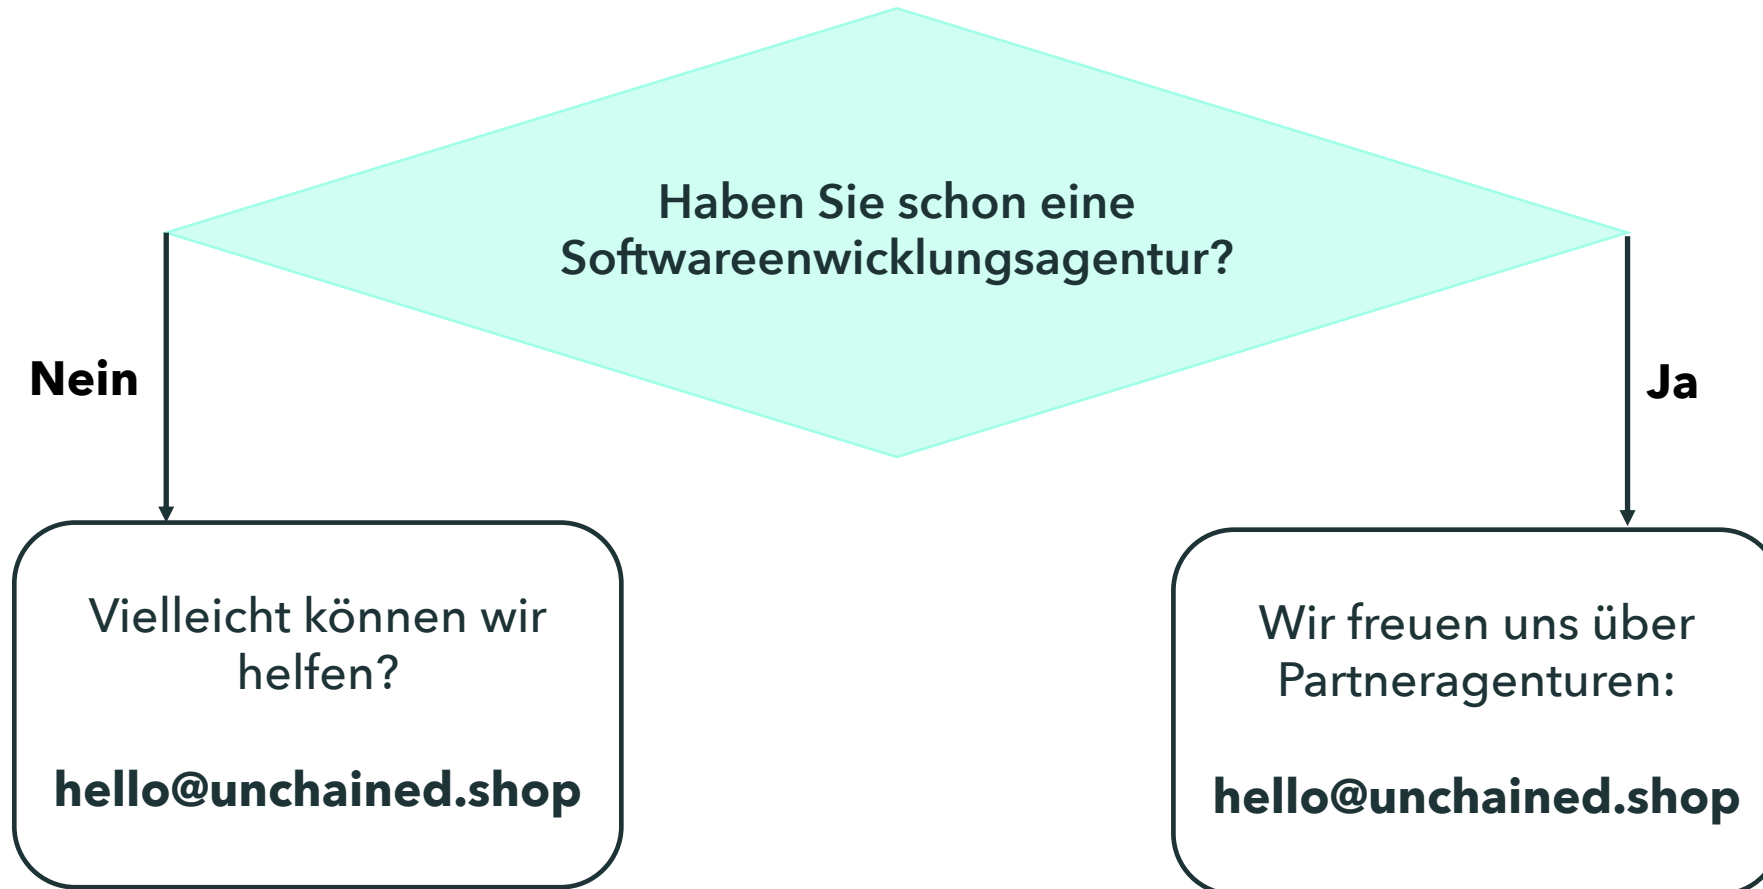 Haben Sie schon eine
Softwareenwicklungsagentur?
Nein
Ja
Vielleicht können wir
helfen?
hello@unchained.shop
Wir freuen uns über
Partneragenturen:
hello@unchained.shop